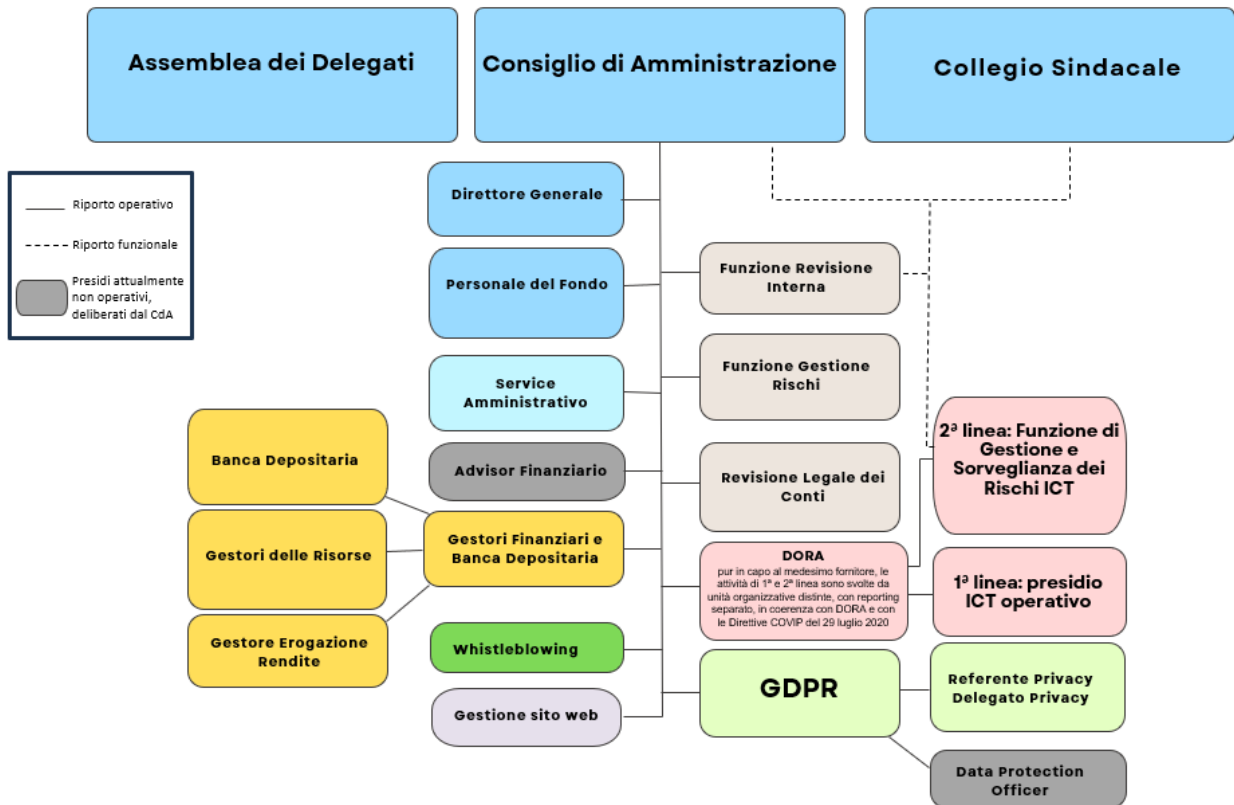 Assemblea dei Delegati
Consiglio di Amministrazione
Collegio Sindacale
Riporto operativo
Riporto funzionale
Presidi attualmente
non operativi,
deliberati dal CdA
Direttore Generale
Personale del Fondo
Service
Amministrativo
Advisor Finanziario
Gestori Finanziari e
Banca Depositaria
Banca Depositaria
Gestori delle Risorse
Gestore Erogazione
Rendite
Whistleblowing
Gestione sito web
Funzione Revisione
Interna
Funzione Gestione
Rischi
Revisione Legale dei
Conti
DORA
pur in capo al medesimo fornitore, le
attività di 1ª e 2ª linea sono svolte da
unità organizzative distinte, con reporting
separato, in coerenza con DORA e con
le Direttive COVIP del 29 luglio 2020
2ª linea: Funzione di
Gestione e
Sorveglianza dei
Rischi ICT
1ª linea: presidio
ICT operativo
GDPR
Referente Privacy
Delegato Privacy
Data Protection
Officer